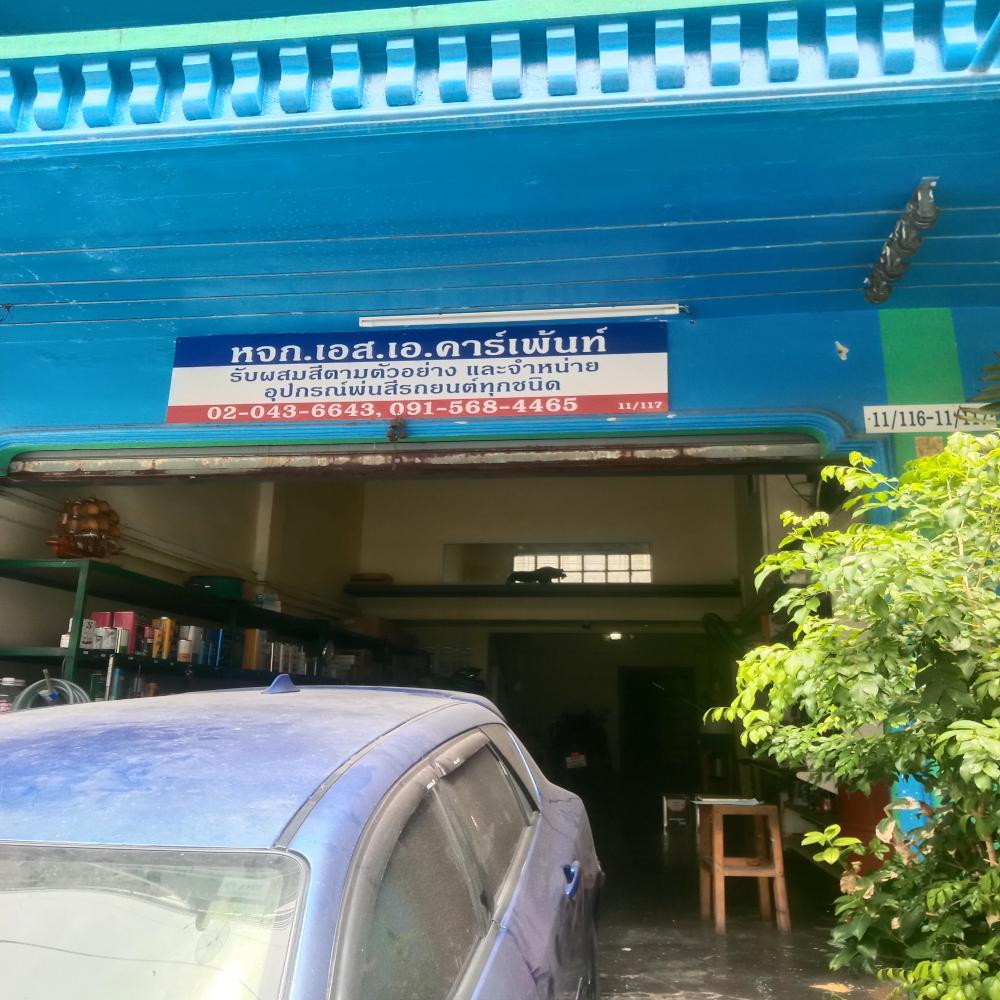 หจก.เอส.เอ.คาร์เพ้นท์
รับผสมสีตามตัวอย่าง และจำหน่าย
อุปกรณ์พ่นสีรถยนต์ทุกชนิด
02-043-6643, 091-568-4465 11/117
11/116-11/117